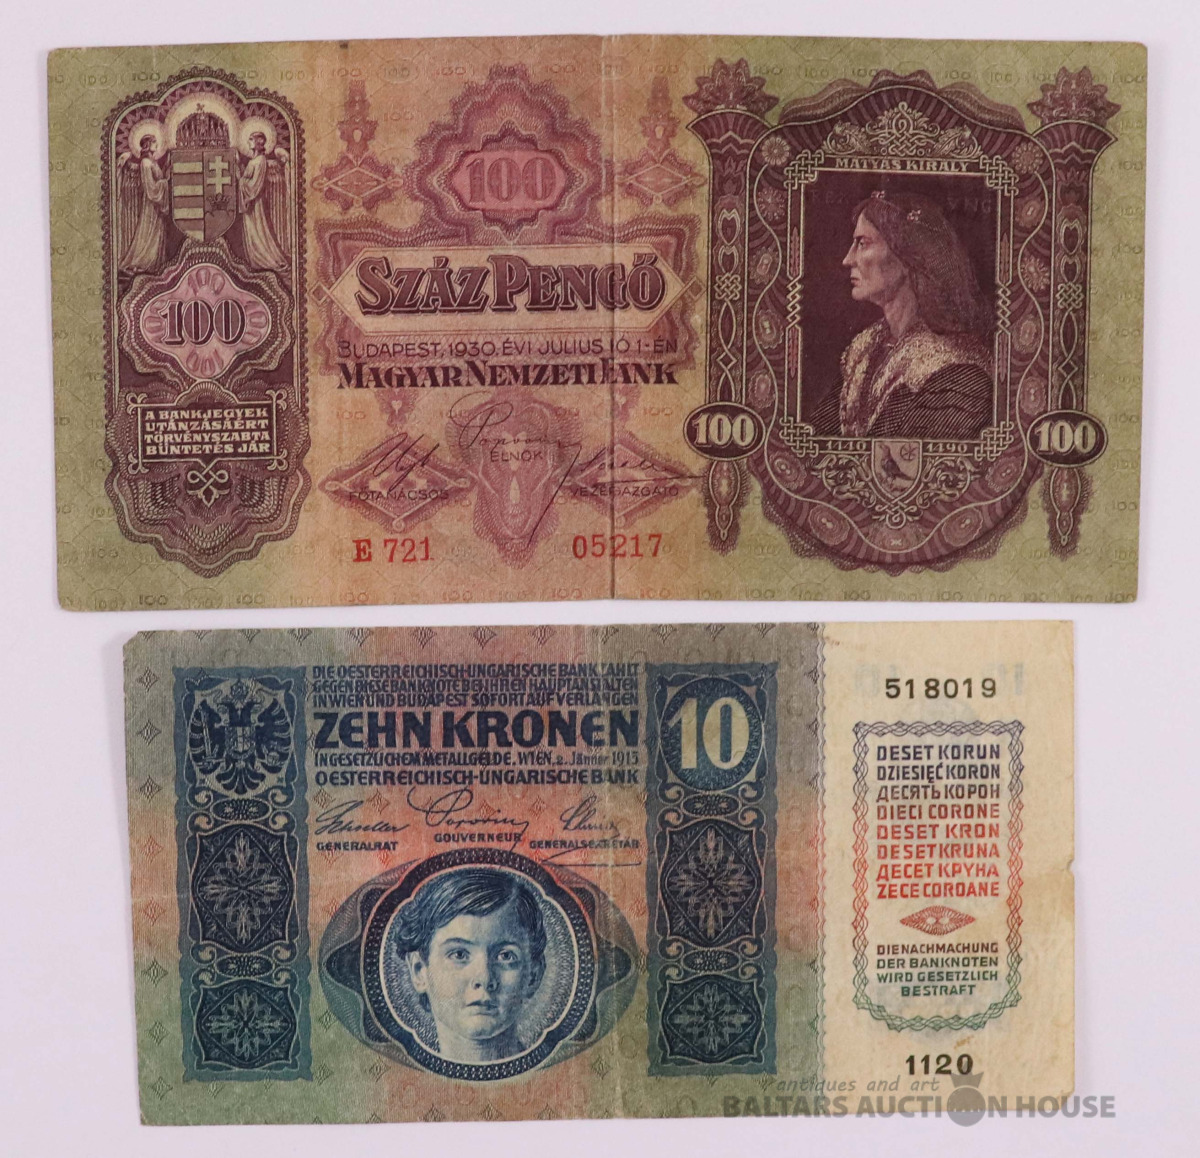 100
SZÁZ PENGŐ
BUDAPEST, 1930. ÉVI JULIUS HÓ 1-ÉN
MAGYAR NEMZETI BANK
100
A BANKJEGYEK
UTÁNZÁSÁÉRT
TÖRVÉNYSZABTA
BÜNTETÉS JÁR
FŐTANÁCSOS
ELNÖK
VEZÉRIGAZGATÓ
E 721
05217
MÁTYÁS KIRÁLY
100
1440
1490
100
DIE OESTERREICHISCH-UNGARISCHE BANK ZAHLT
GEGEN DIESE BANKNOTE BEI IHREN HAUPTANSTALTEN
IN WIEN UND BUDAPEST SOFORT AUF VERLANGEN
ZEHN KRONEN
IN GESETZLICHEM METALLGELDE. WIEN, 2. Jänner 1915
OESTERREICHISCH-UNGARISCHE BANK
GENERALRAT
GOUVERNEUR
GENERALSECRETÄR
10
518019
DESET KORUN
DZIESIĘĆ KORON
ДЕСЯТЬ КОРОН
DIECI CORONE
DESET KRON
DESET KRUNA
ДЕСЕТ КРУНА
ZECE COROANE
DIE NACHMACHUNG
DER BANKNOTEN
WIRD GESETZLICH
BESTRAFT
1120
antiques and art
BALTARS AUCTION HOUSE